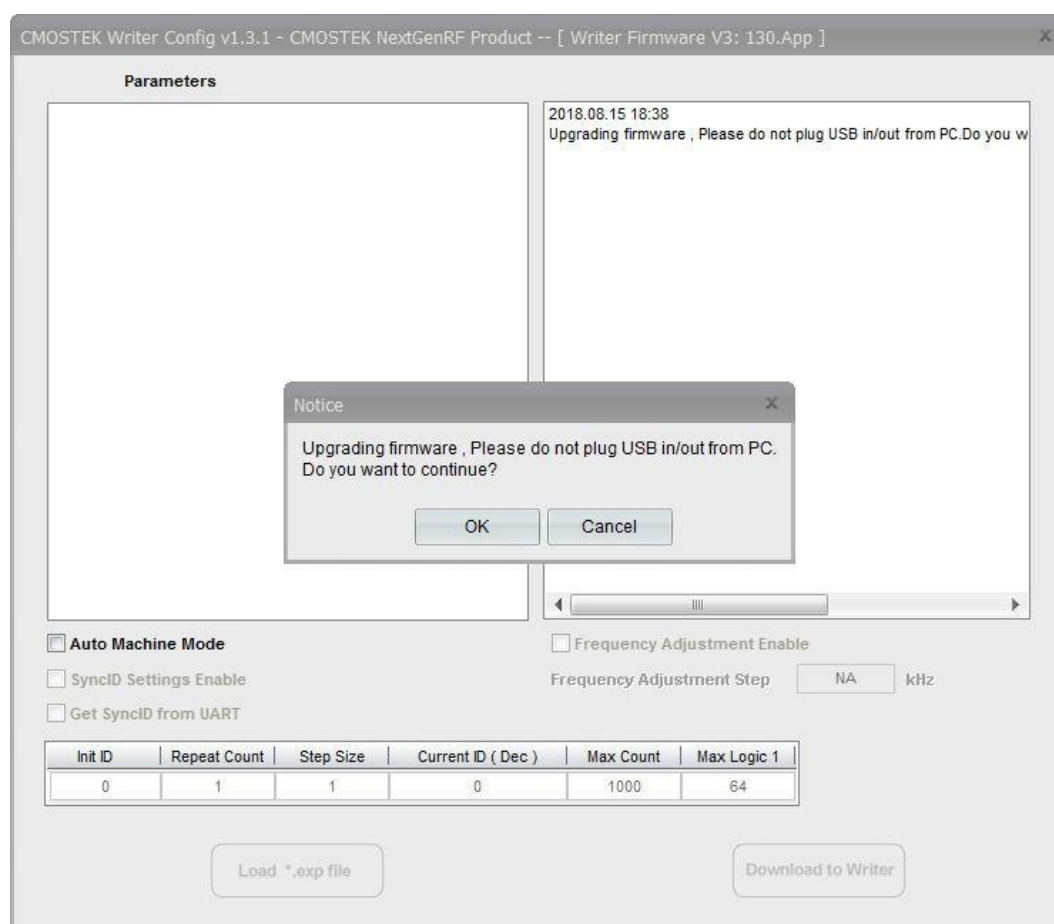 CMOSTEK Writer Config v1.3.1 - CMOSTEK NextGenRF Product -- [ Writer Firmware V3: 130.App ]
Parameters
2018.08.15 18:38
Upgrading firmware , Please do not plug USB in/out from PC.Do you w
Notice
Upgrading firmware , Please do not plug USB in/out from PC.
Do you want to continue?
OK Cancel
Auto Machine Mode
Frequency Adjustment Enable
SyncID Settings Enable
Frequency Adjustment Step NA kHz
Get SyncID from UART
Init ID Repeat Count Step Size Current ID ( Dec ) Max Count Max Logic 1
0 1 1 0 1000 64
Load *.exp file
Download to Writer